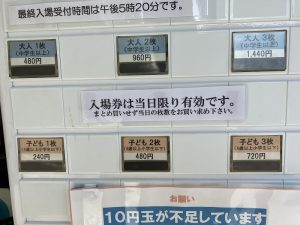 最終入場受付時間は午後5時20分です。
大人 1枚
(中学生以上)
480円
大人 2枚
(中学生以上)
960円
大人 3枚
(中学生以上)
1,440円
入場券は当日限り有効です。
まとめ買いせず当日の枚数をお買い求め下さい。
子ども 1枚
240円
子ども 2枚
480円
子ども 3枚
720円
お願い
10円玉が不足しています